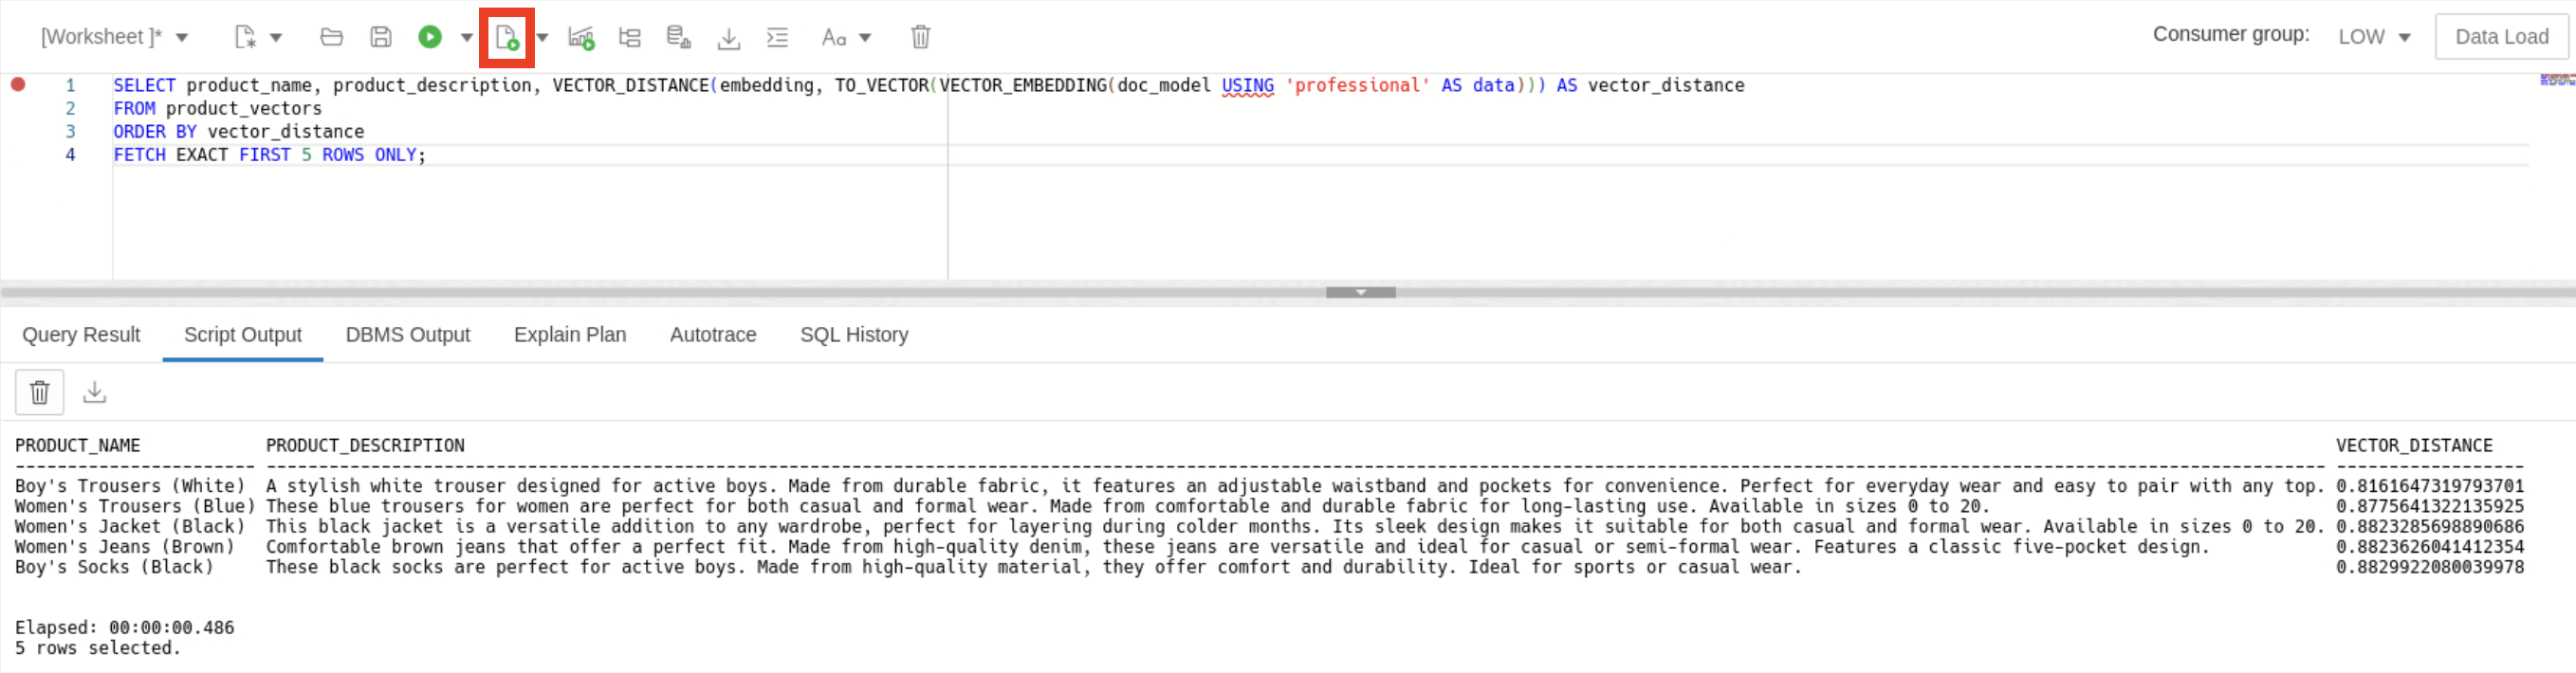 [Worksheet ]*
Aa
Consumer group: LOW
Data Load
1 SELECT product_name, product_description, VECTOR_DISTANCE(embedding, TO_VECTOR(VECTOR_EMBEDDING(doc_model USING 'professional' AS data))) AS vector_distance
2 FROM product_vectors
3 ORDER BY vector_distance
4 FETCH EXACT FIRST 5 ROWS ONLY;
Query Result Script Output DBMS Output Explain Plan Autotrace SQL History
PRODUCT_NAME PRODUCT_DESCRIPTION VECTOR_DISTANCE
Boy's Trousers (White) A stylish white trouser designed for active boys. Made from durable fabric, it features an adjustable waistband and pockets for convenience. Perfect for everyday wear and easy to pair with any top. 0.8161647319793701
Women's Trousers (Blue) These blue trousers for women are perfect for both casual and formal wear. Made from comfortable and durable fabric for long-lasting use. Available in sizes 0 to 20. 0.8775641322135925
Women's Jacket (Black) This black jacket is a versatile addition to any wardrobe, perfect for layering during colder months. Its sleek design makes it suitable for both casual and formal wear. Available in sizes 0 to 20. 0.8823285698890686
Women's Jeans (Brown) Comfortable brown jeans that offer a perfect fit. Made from high-quality denim, these jeans are versatile and ideal for casual or semi-formal wear. Features a classic five-pocket design. 0.8823626041412354
Boy's Socks (Black) These black socks are perfect for active boys. Made from high-quality material, they offer comfort and durability. Ideal for sports or casual wear. 0.8829922080039978
Elapsed: 00:00:00.486
5 rows selected.